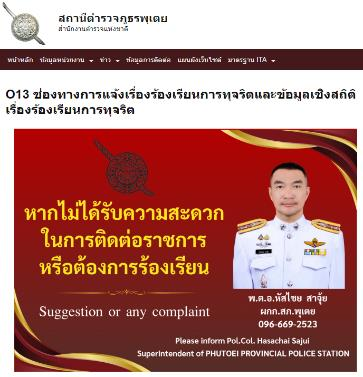 สถานีตำรวจภูธรพุเตย
สำนักงานตำรวจแห่งชาติ
หน้าหลัก ข้อมูลหน่วยงาน ข่าว ข้อมูลการติดต่อ แผนผังเว็บไซต์ มาตรฐาน ITA
O13 ช่องทางการแจ้งเรื่องร้องเรียนการทุจริตและข้อมูลเชิงสถิติ
เรื่องร้องเรียนการทุจริต
หากไม่ได้รับความสะดวก
ในการติดต่อราชการ
หรือต้องการร้องเรียน
Suggestion or any complaint
พ.ต.อ.หัสไชย สาจุ้ย
ผกก.สภ.พุเตย
096-669-2523
Please inform Pol.Col. Hasachai Sajui
Superintendent of PHUTOEI PROVINCIAL POLICE STATION